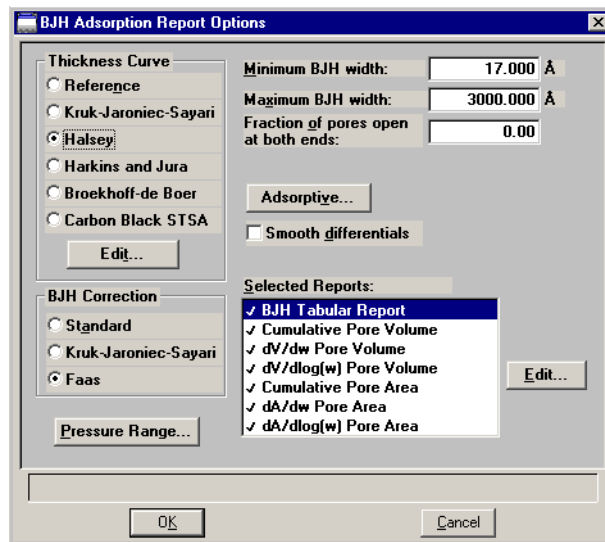 BJH Adsorption Report Options
Thickness Curve
Reference
Kruk-Jaroniec-Sayari
Halsey
Harkins and Jura
Broekhoff-de Boer
Carbon Black STSA
Edit...
BJH Correction
Standard
Kruk-Jaroniec-Sayari
Faas
Pressure Range...
Minimum BJH width: 17.000 Å
Maximum BJH width: 3000.000 Å
Fraction of pores open
at both ends: 0.00
Adsorptive...
Smooth differentials
Selected Reports:
✓ BJH Tabular Report
✓ Cumulative Pore Volume
✓ dV/dw Pore Volume
✓ dV/dlog(w) Pore Volume
✓ Cumulative Pore Area
✓ dA/dw Pore Area
✓ dA/dlog(w) Pore Area
Edit...
OK
Cancel